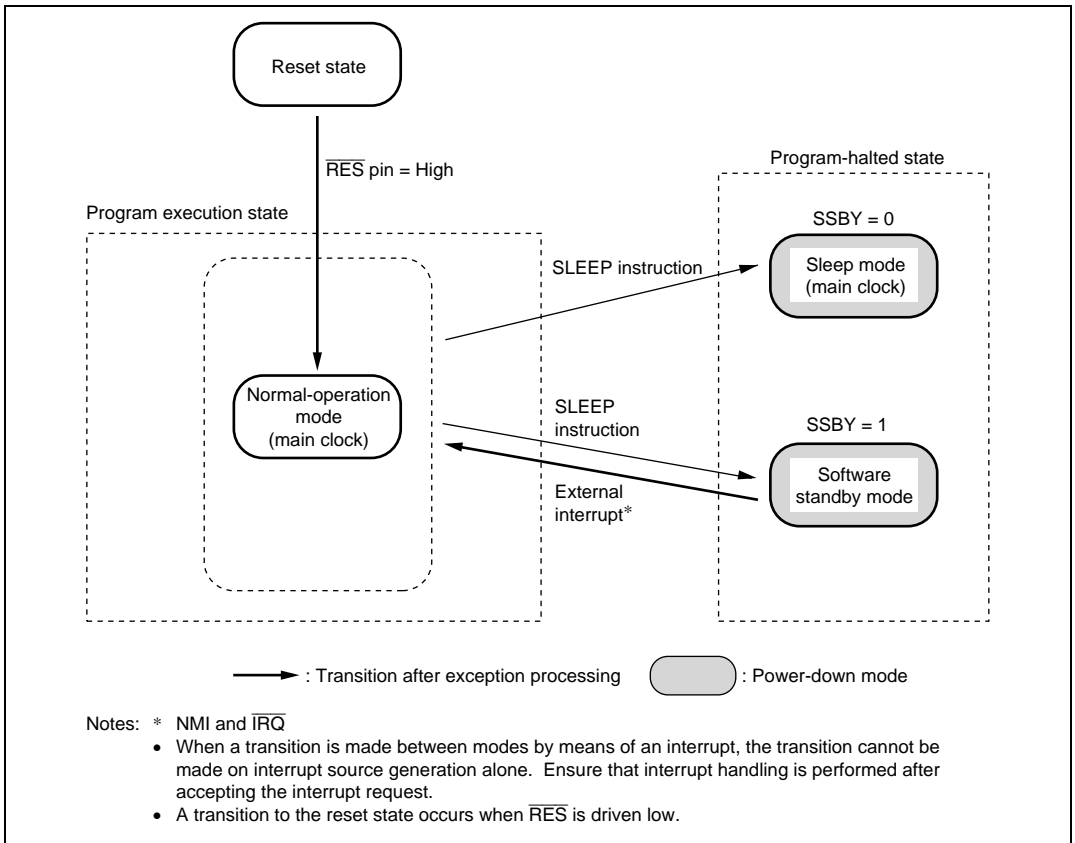 Reset state
R̅E̅S̅ pin = High
Program-halted state
Program execution state
SSBY = 0
SLEEP instruction
Sleep mode
(main clock)
Normal-operation
mode
(main clock)
SLEEP
instruction
SSBY = 1
Software
standby mode
External
interrupt*
: Transition after exception processing
: Power-down mode
Notes: * NMI and I̅R̅Q̅
• When a transition is made between modes by means of an interrupt, the transition cannot be
made on interrupt source generation alone. Ensure that interrupt handling is performed after
accepting the interrupt request.
• A transition to the reset state occurs when R̅E̅S̅ is driven low.